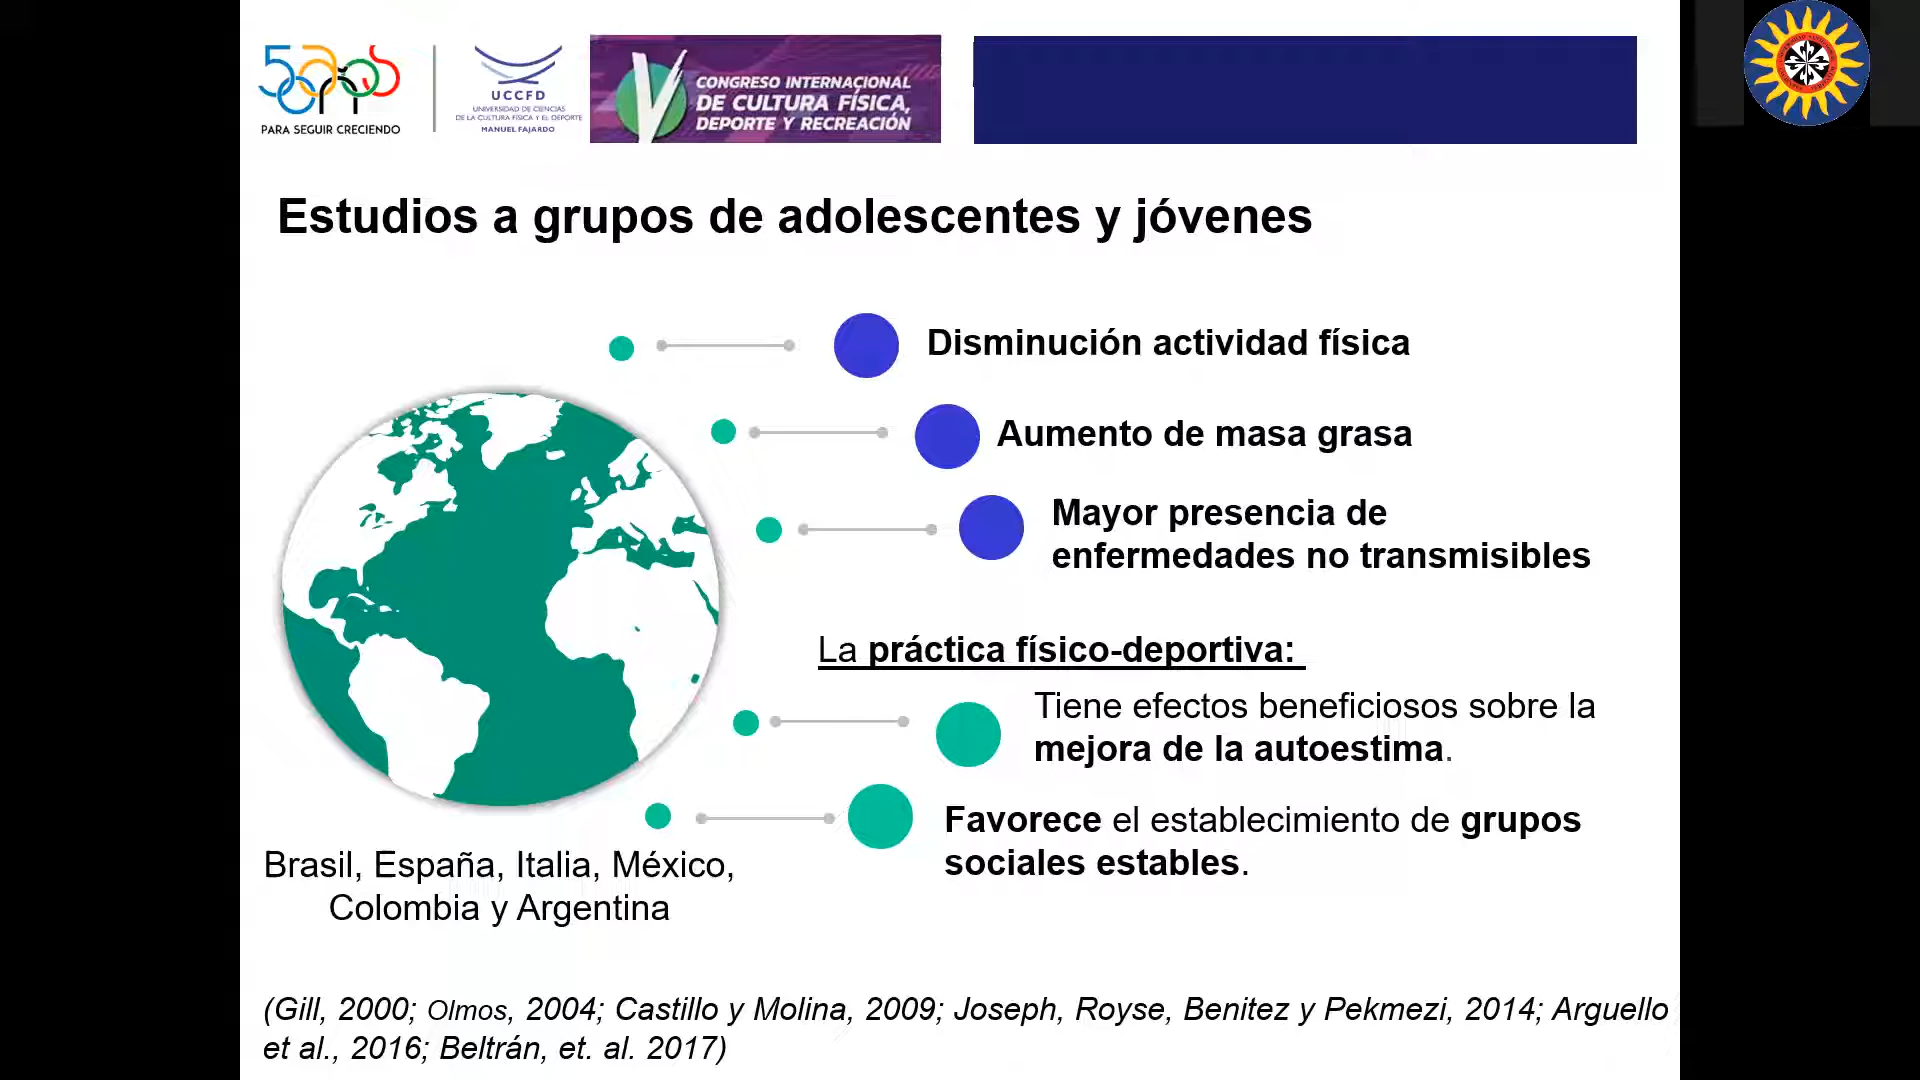 50 AÑOS
PARA SEGUIR CRECIENDO
UCCFD
UNIVERSIDAD DE CIENCIAS
DE LA CULTURA FÍSICA Y EL DEPORTE
MANUEL FAJARDO
V
CONGRESO INTERNACIONAL
DE CULTURA FÍSICA,
DEPORTE Y RECREACIÓN
Estudios a grupos de adolescentes y jóvenes
Disminución actividad física
Aumento de masa grasa
Mayor presencia de
enfermedades no transmisibles
La práctica físico-deportiva:
Tiene efectos beneficiosos sobre la
mejora de la autoestima.
Favorece el establecimiento de grupos
sociales estables.
Brasil, España, Italia, México,
Colombia y Argentina
(Gill, 2000; Olmos, 2004; Castillo y Molina, 2009; Joseph, Royse, Benitez y Pekmezi, 2014; Arguello
et al., 2016; Beltrán, et. al. 2017)